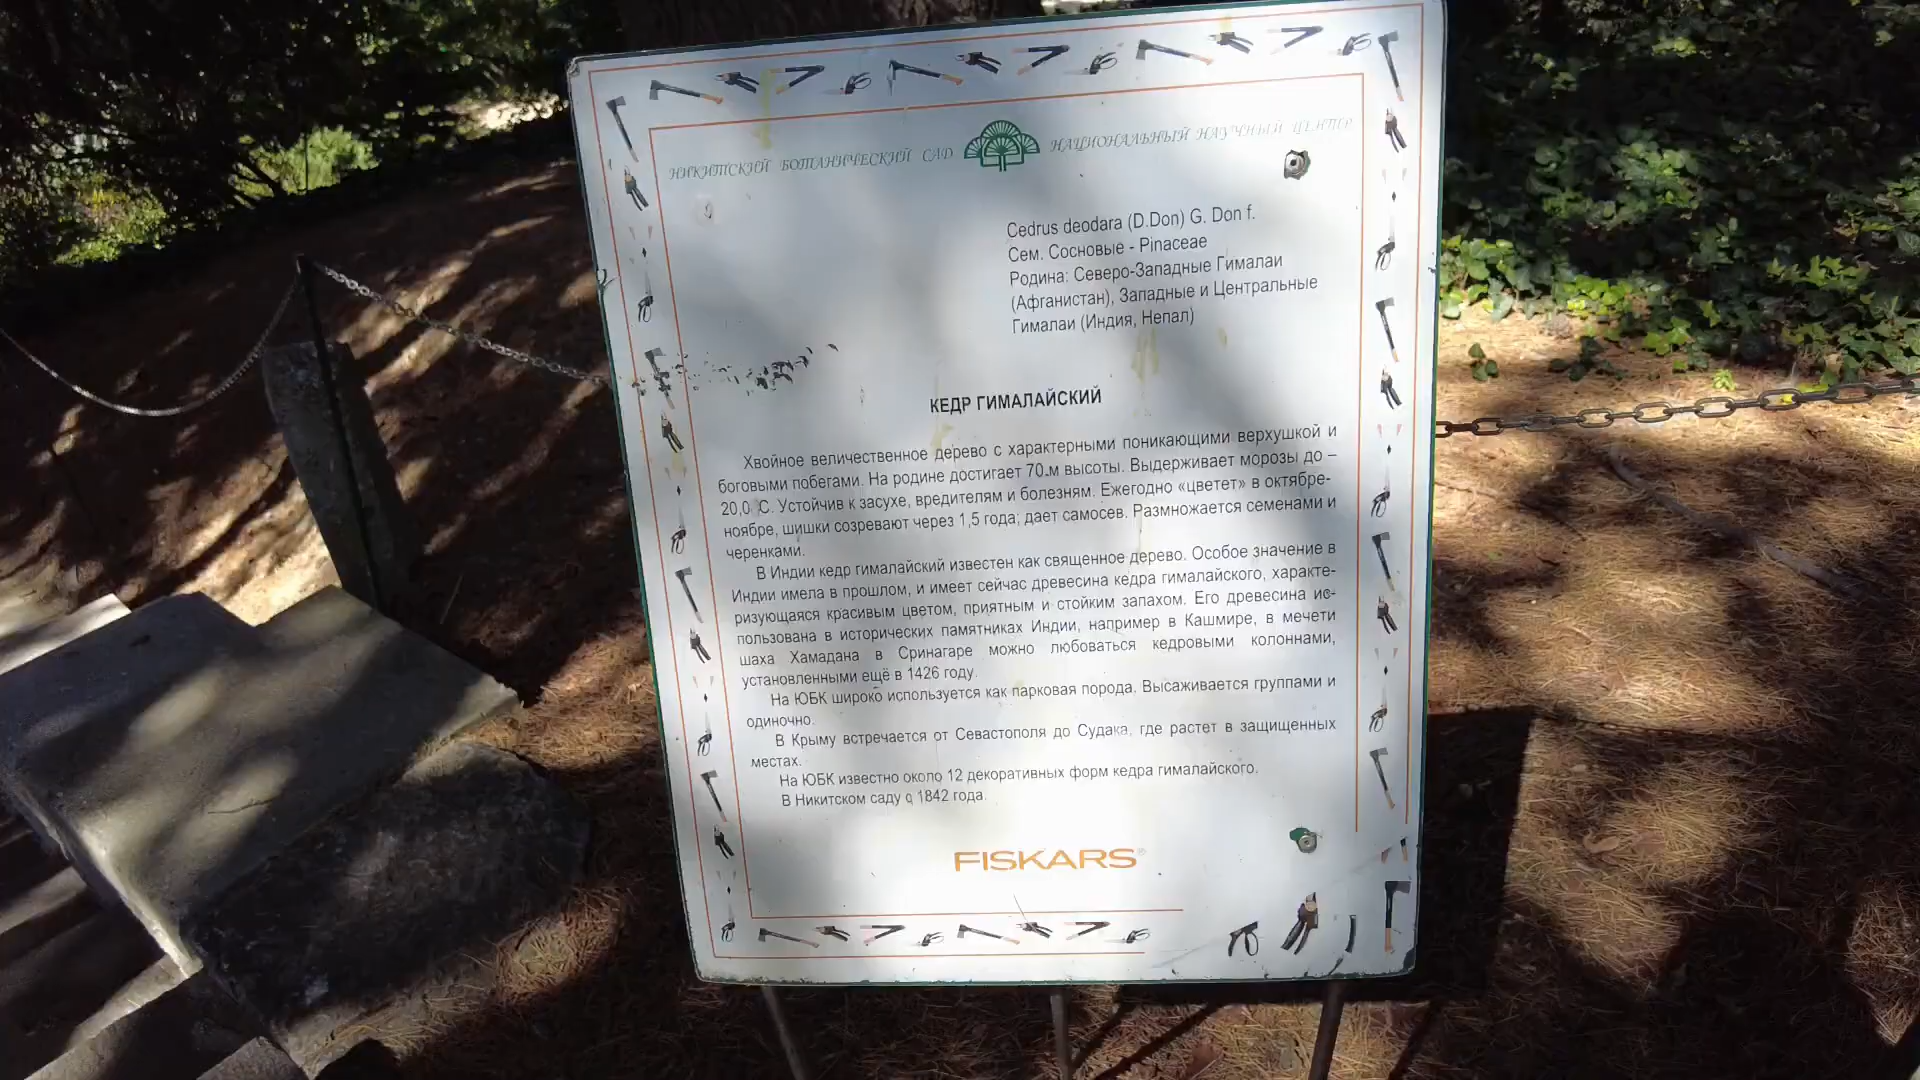 НИКИТСКИЙ БОТАНИЧЕСКИЙ САД НАЦИОНАЛЬНЫЙ НАУЧНЫЙ ЦЕНТР
Cedrus deodara (D.Don) G. Don f.
Сем. Сосновые - Pinaceae
Родина: Северо-Западные Гималаи
(Афганистан), Западные и Центральные
Гималаи (Индия, Непал)
КЕДР ГИМАЛАЙСКИЙ
Хвойное величественное дерево с характерными поникающими верхушкой и
боговыми побегами. На родине достигает 70 м высоты. Выдерживает морозы до –
20,0 С. Устойчив к засухе, вредителям и болезням. Ежегодно «цветет» в октябре-
ноябре, шишки созревают через 1,5 года; дает самосев. Размножается семенами и
черенками.
В Индии кедр гималайский известен как священное дерево. Особое значение в
Индии имела в прошлом, и имеет сейчас древесина кедра гималайского, характе-
ризующаяся красивым цветом, приятным и стойким запахом. Его древесина ис-
пользована в исторических памятниках Индии, например в Кашмире, в мечети
шаха Хамадана в Сринагаре можно любоваться кедровыми колоннами,
установленными ещё в 1426 году.
На ЮБК широко используется как парковая порода. Высаживается группами и
одиночно.
В Крыму встречается от Севастополя до Судака, где растет в защищенных
местах.
На ЮБК известно около 12 декоративных форм кедра гималайского.
В Никитском саду с 1842 года.
FISKARS®